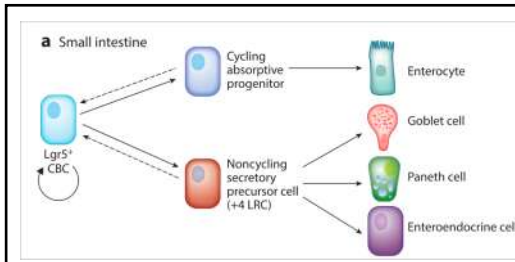 a Small intestine
Cycling
absorptive
progenitor
Enterocyte
Lgr5+
CBC
Noncycling
secretory
precursor cell
(+4 LRC)
Goblet cell
Paneth cell
Enteroendocrine cell